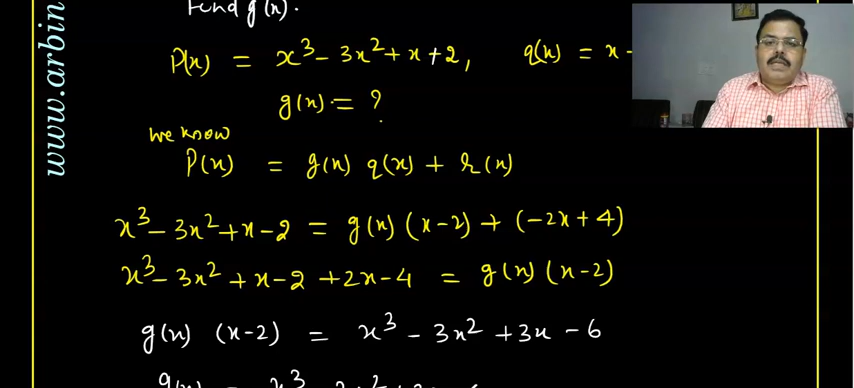 Find g(x).
P(x) = x³ - 3x² + x + 2, q(x) = x -
g(x) = ?
We know
P(x) = g(x) q(x) + r(x)
x³ - 3x² + x - 2 = g(x) (x-2) + (-2x + 4)
x³ - 3x² + x - 2 + 2x - 4 = g(x) (x-2)
g(x) (x-2) = x³ - 3x² + 3x - 6
www.arbin